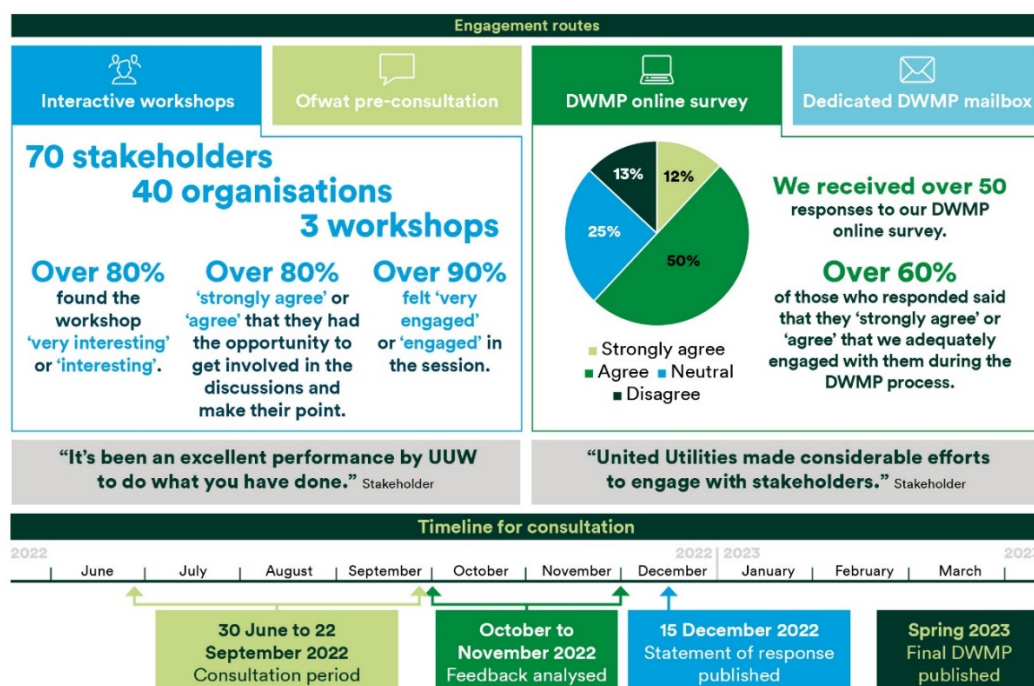 Engagement routes
Interactive workshops
Ofwat pre-consultation
DWMP online survey
Dedicated DWMP mailbox
70 stakeholders
40 organisations
3 workshops
Over 80%
found the
workshop
‘very interesting’
or ‘interesting’.
Over 80%
‘strongly agree’ or
‘agree’ that they had
the opportunity to
get involved in the
discussions and
make their point.
Over 90%
felt ‘very
engaged’
or ‘engaged’ in
the session.
13%
12%
25%
50%
Strongly agree
Agree Neutral
Disagree
We received over 50
responses to our DWMP
online survey.
Over 60%
of those who responded said
that they ‘strongly agree’ or
‘agree’ that we adequately
engaged with them during the
DWMP process.
“It’s been an excellent performance by UUW
to do what you have done.” Stakeholder
“United Utilities made considerable efforts
to engage with stakeholders.” Stakeholder
Timeline for consultation
2022 2022 2023 2023
June July August September October November December January February March
30 June to 22
September 2022
Consultation period
October to
November 2022
Feedback analysed
15 December 2022
Statement of response
published
Spring 2023
Final DWMP
published